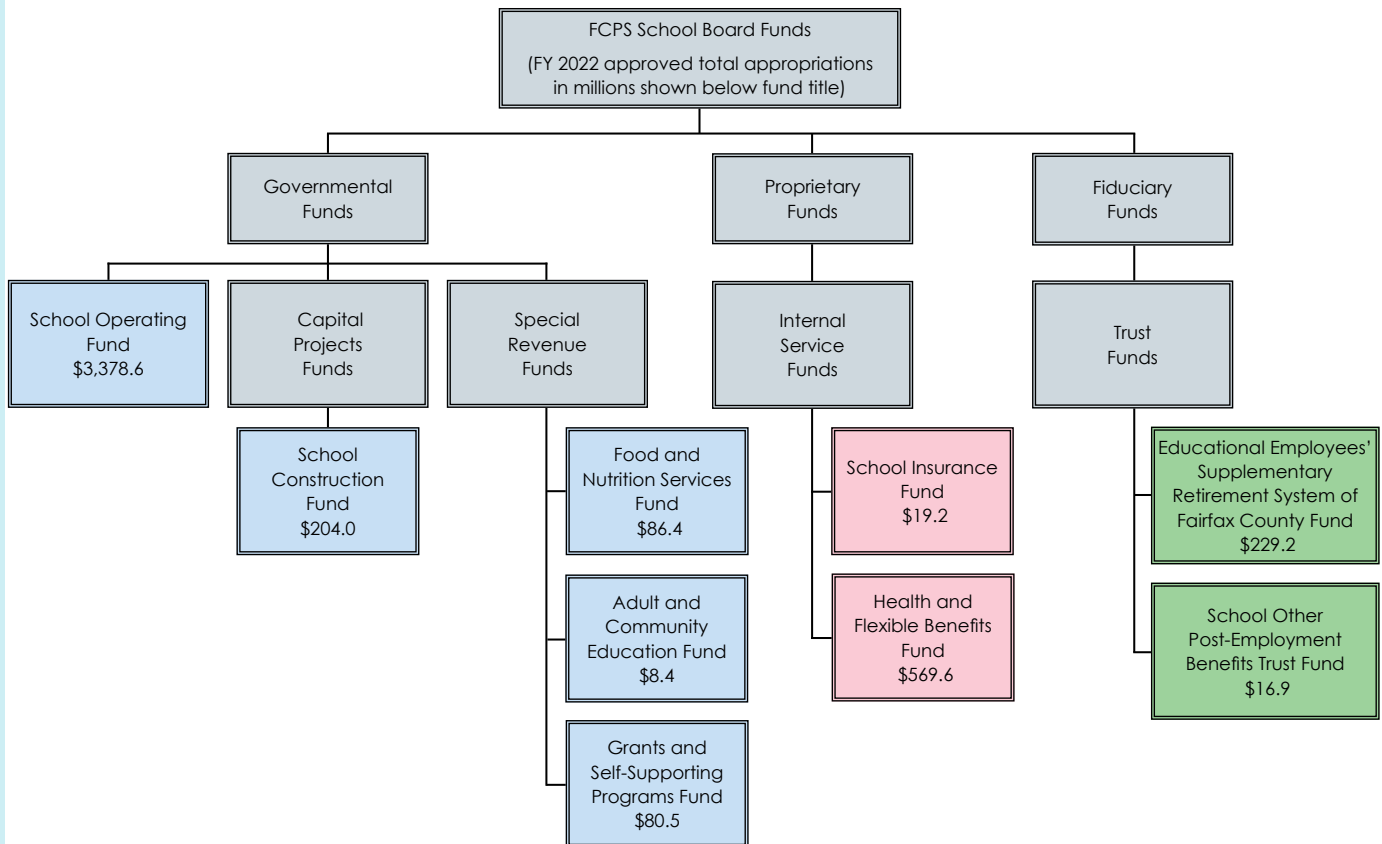 FCPS School Board Funds
(FY 2022 approved total appropriations
in millions shown below fund title)
Governmental
Funds
Proprietary
Funds
Fiduciary
Funds
School Operating
Fund
$3,378.6
Capital
Projects
Funds
Special
Revenue
Funds
Internal
Service
Funds
Trust
Funds
School
Construction
Fund
$204.0
Food and
Nutrition Services
Fund
$86.4
School Insurance
Fund
$19.2
Educational Employees’
Supplementary
Retirement System of
Fairfax County Fund
$229.2
Adult and
Community
Education Fund
$8.4
Health and
Flexible Benefits
Fund
$569.6
School Other
Post-Employment
Benefits Trust Fund
$16.9
Grants and
Self-Supporting
Programs Fund
$80.5